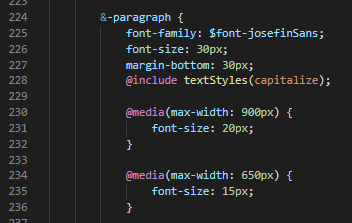 223
224 &-paragraph {
225 font-family: $font-josefinSans;
226 font-size: 30px;
227 margin-bottom: 30px;
228 @include textStyles(capitalize);
229
230 @media(max-width: 900px) {
231 font-size: 20px;
232 }
233
234 @media(max-width: 650px) {
235 font-size: 15px;
236 }
237